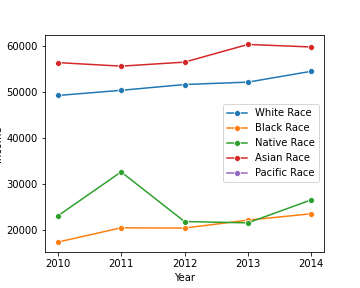 60000
50000
40000
30000
20000
White Race
Black Race
Native Race
Asian Race
Pacific Race
2010 2011 2012 2013 2014
Year